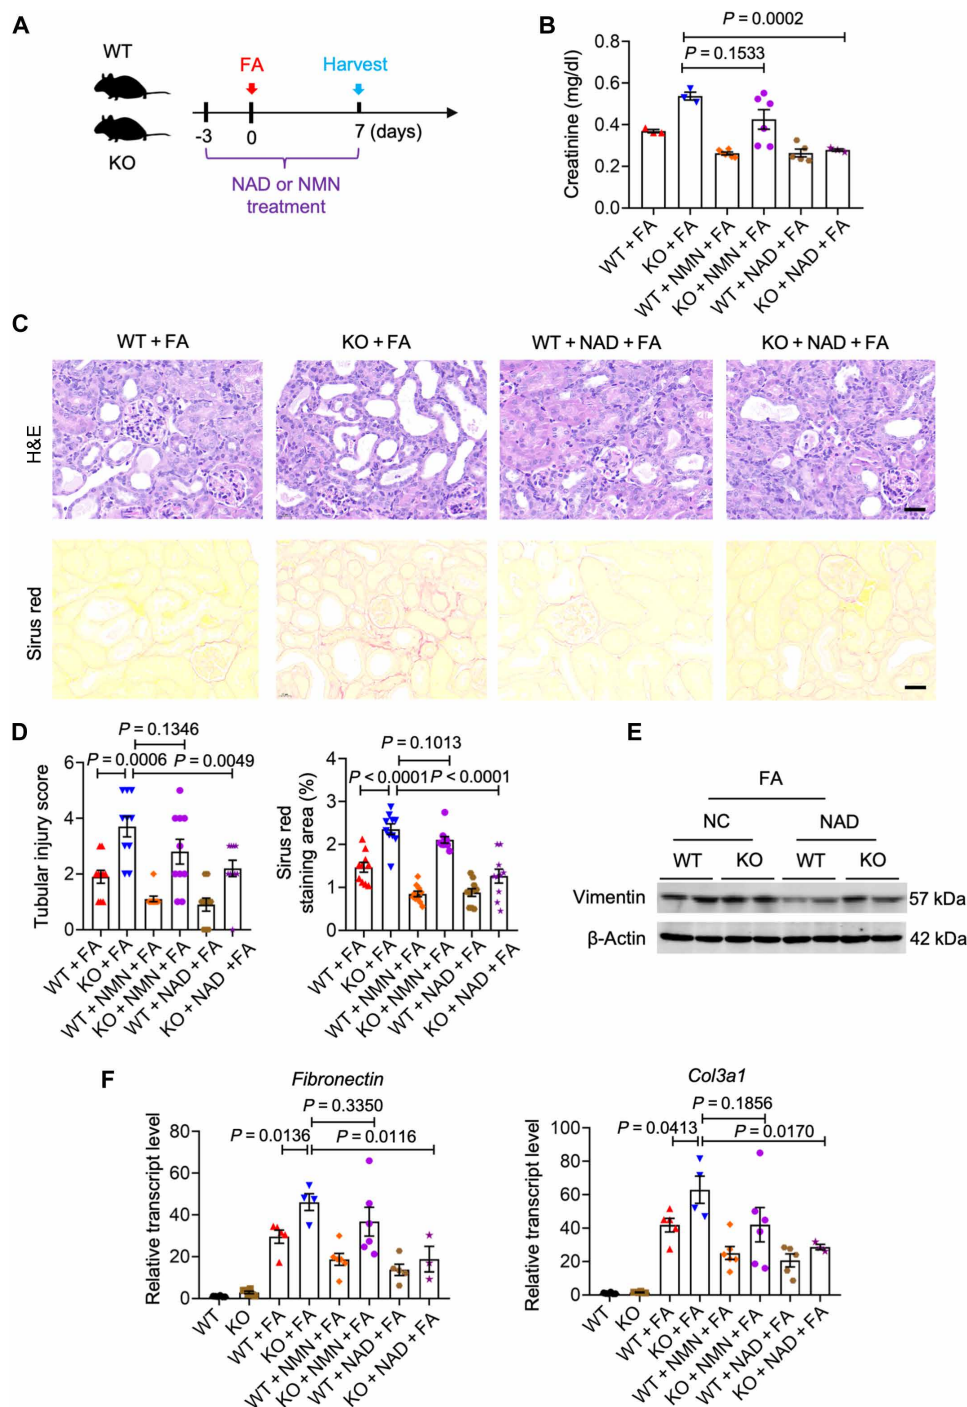 A
WT
KO
FA
Harvest
-3
0
7 (days)
NAD or NMN
treatment
B
P = 0.0002
P = 0.1533
Creatinine (mg/dl)
0.8
0.6
0.4
0.2
0.0
WT + FA
KO + FA
WT + NMN + FA
KO + NMN + FA
WT + NAD + FA
KO + NAD + FA
C
WT + FA
KO + FA
WT + NAD + FA
KO + NAD + FA
H&E
Sirus red
D
P = 0.1346
P = 0.0006
P = 0.0049
Tubular injury score
6
4
2
0
WT + FA
KO + FA
WT + NMN + FA
KO + NMN + FA
WT + NAD + FA
KO + NAD + FA
P = 0.1013
P < 0.0001
P < 0.0001
Sirus red
staining area (%)
4
3
2
1
0
WT + FA
KO + FA
WT + NMN + FA
KO + NMN + FA
WT + NAD + FA
KO + NAD + FA
E
FA
NC
NAD
WT
KO
WT
KO
Vimentin
57 kDa
β-Actin
42 kDa
F
Fibronectin
P = 0.3350
P = 0.0136
P = 0.0116
Relative transcript level
80
60
40
20
0
WT
KO
WT + FA
KO + FA
WT + NMN + FA
KO + NMN + FA
WT + NAD + FA
KO + NAD + FA
Col3a1
P = 0.1856
P = 0.0413
P = 0.0170
Relative transcript level
100
80
60
40
20
0
WT
KO
WT + FA
KO + FA
WT + NMN + FA
KO + NMN + FA
WT + NAD + FA
KO + NAD + FA